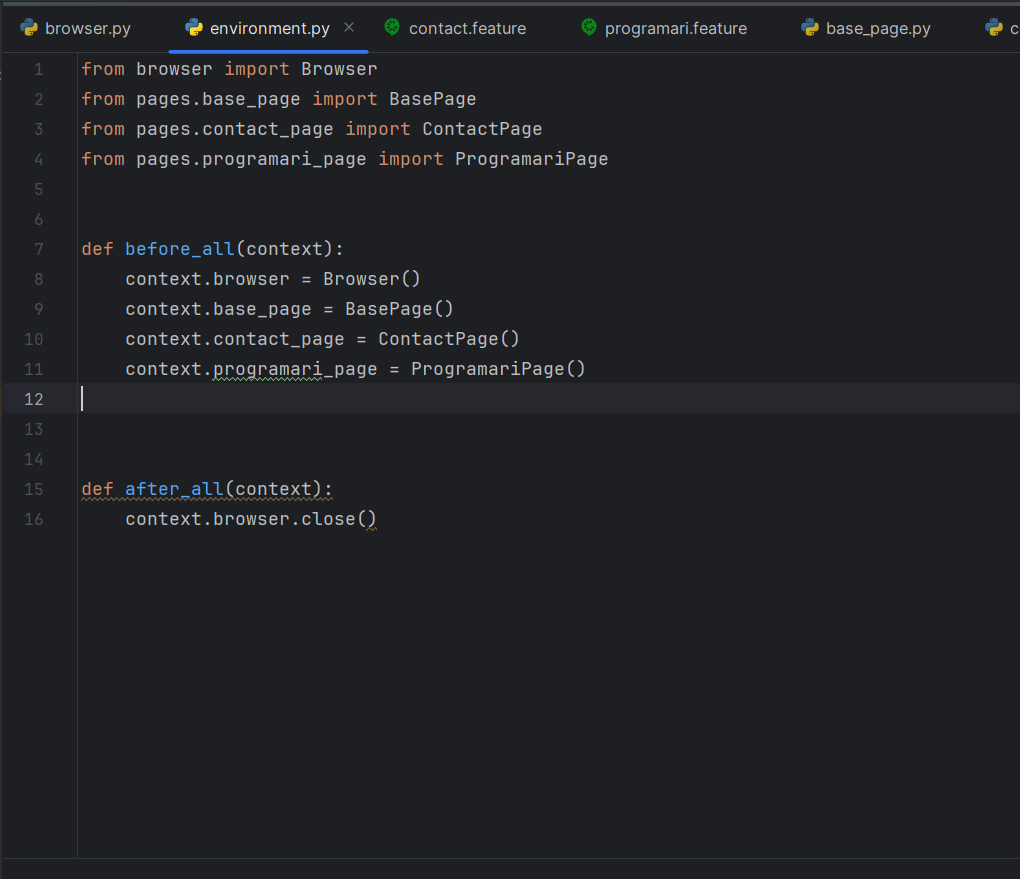 browser.py environment.py contact.feature programari.feature base_page.py c
1 from browser import Browser
2 from pages.base_page import BasePage
3 from pages.contact_page import ContactPage
4 from pages.programari_page import ProgramariPage
5
6
7 def before_all(context):
8     context.browser = Browser()
9     context.base_page = BasePage()
10     context.contact_page = ContactPage()
11     context.programari_page = ProgramariPage()
12
13
14
15 def after_all(context):
16     context.browser.close()